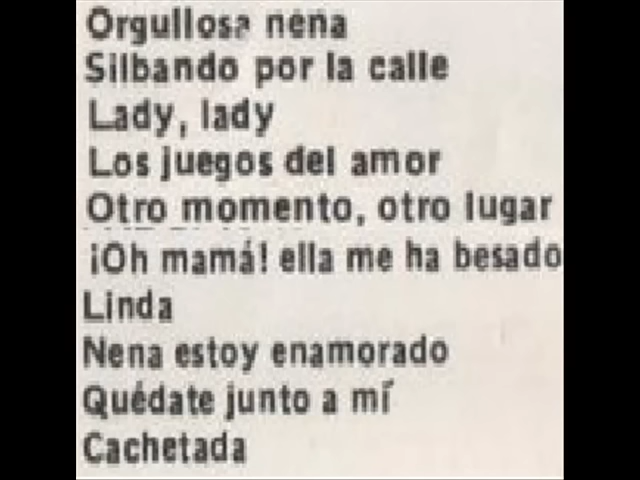 Orgullosa nena
Silbando por la calle
Lady, lady
Los juegos del amor
Otro momento, otro lugar
¡Oh mamá! ella me ha besado
Linda
Nena estoy enamorado
Quédate junto a mí
Cachetada